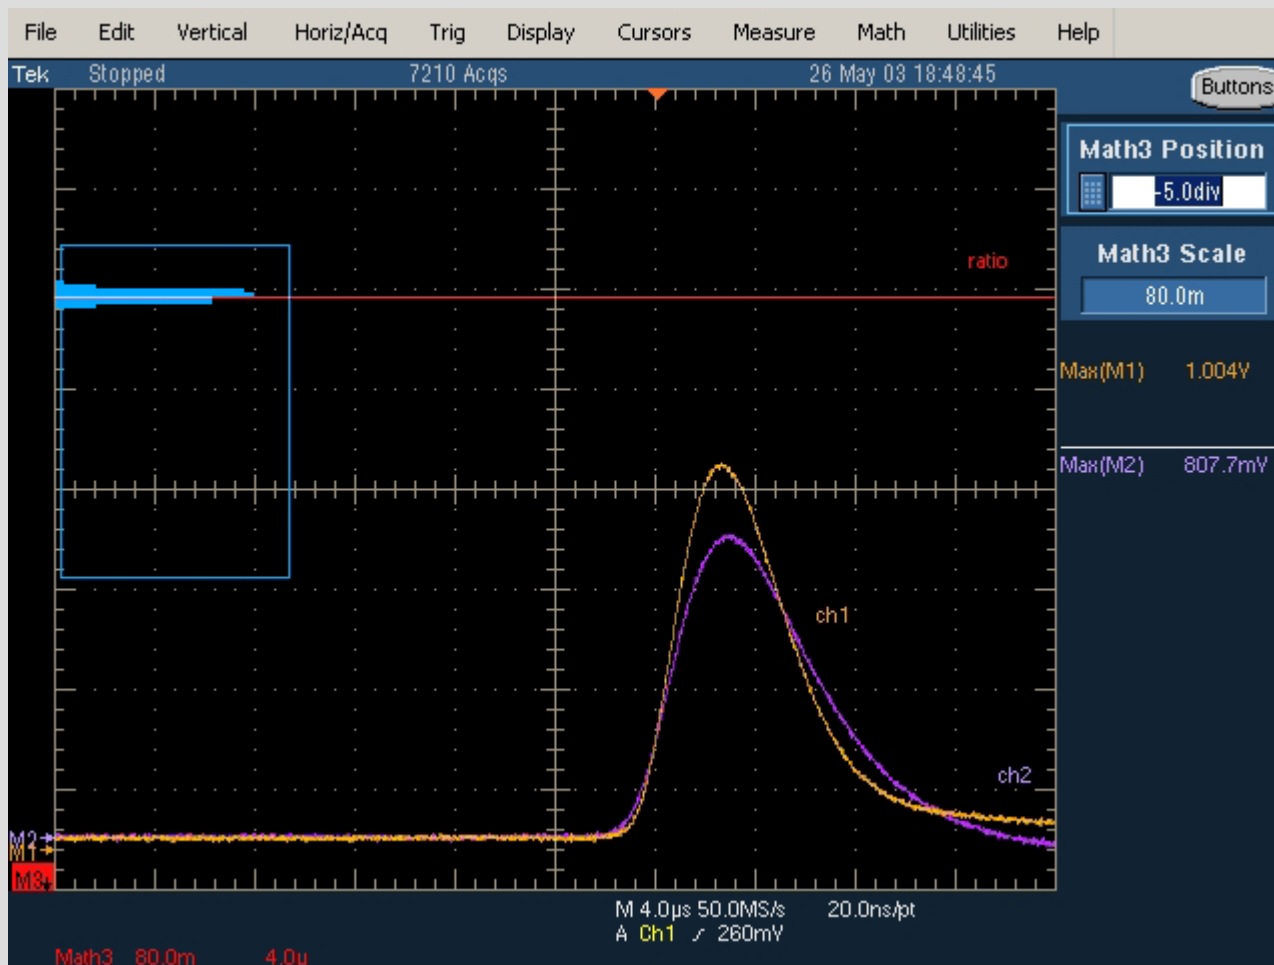 File Edit Vertical Horiz/Acq Trig Display Cursors Measure Math Utilities Help
Tek Stopped 7210 Acqs 26 May 03 18:48:45
Buttons
Math3 Position
-5.0div
Math3 Scale
80.0m
ratio
Max(M1) 1.004V
Max(M2) 807.7mV
ch1
ch2
M2
M1
M3
M 4.0µs 50.0MS/s 20.0ns/pt
A Ch1 / 260mV
Math3 80.0m 4.0µ